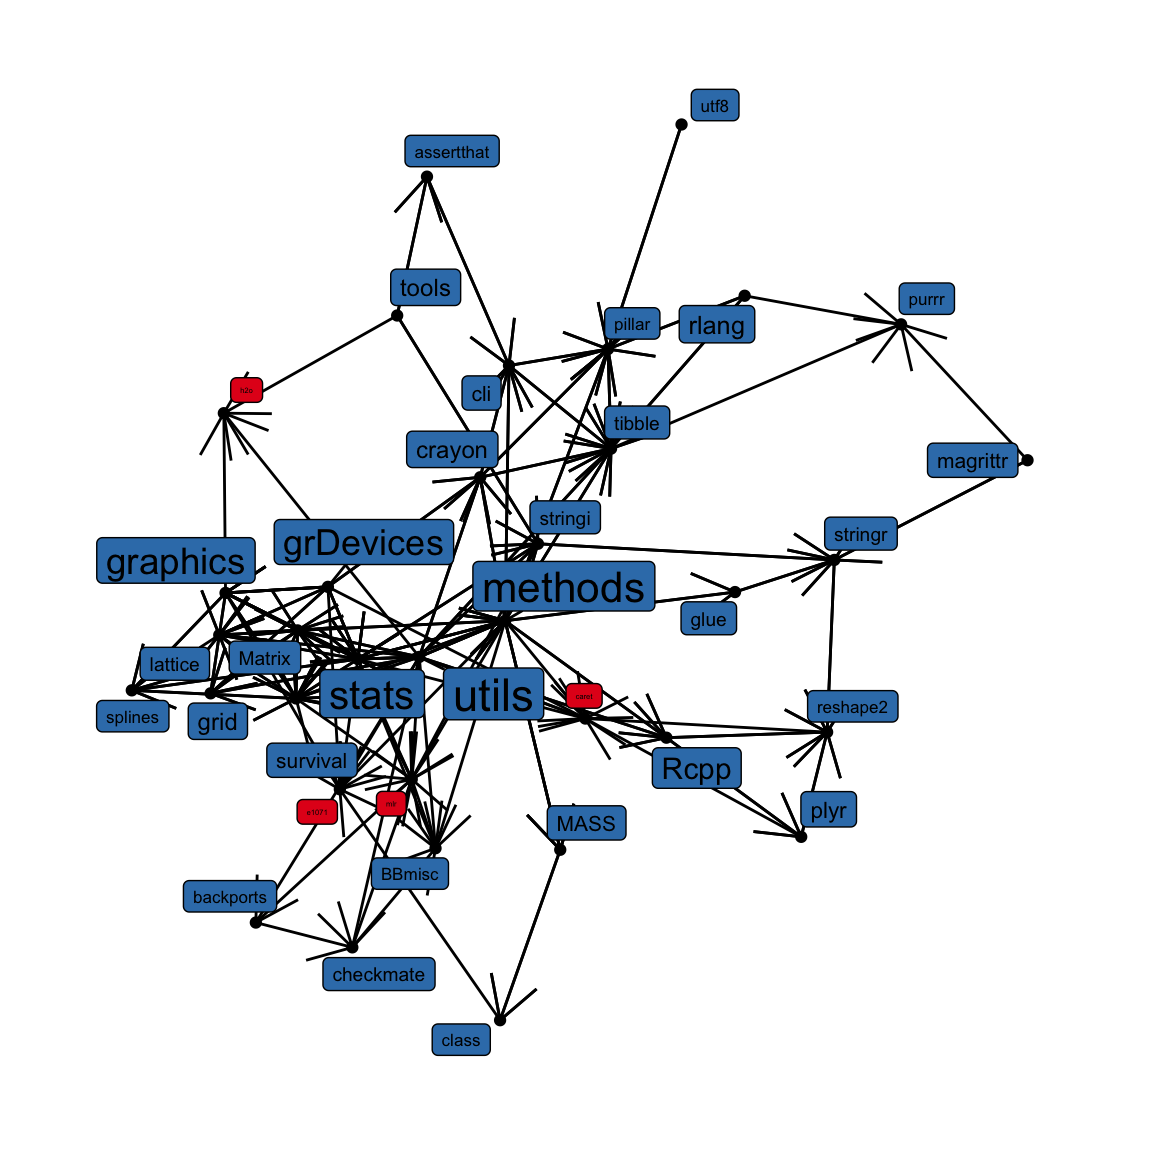 utf8
assertthat
tools
purrr
pillar
rlang
h2o
cli
tibble
crayon
magrittr
stringi
stringr
grDevices
graphics
methods
glue
lattice
Matrix
stats
utils
caret
splines
grid
reshape2
survival
Rcpp
mlr
e1071
plyr
MASS
BBmisc
backports
checkmate
class